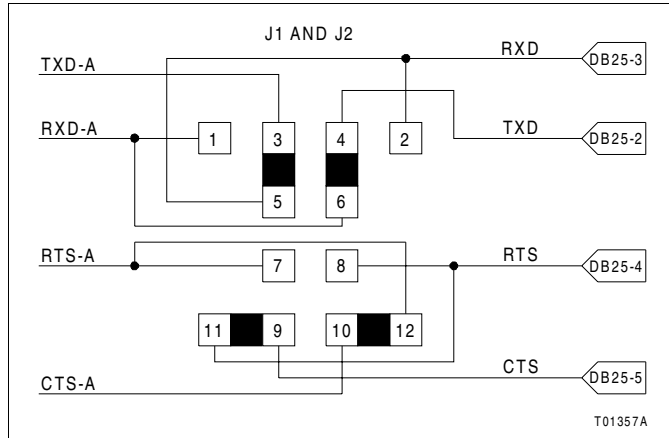 J1 AND J2
RXD
DB25-3
TXD-A
RXD-A
1
3
4
2
TXD
DB25-2
5
6
RTS-A
7
8
RTS
DB25-4
11
9
10
12
CTS-A
CTS
DB25-5
T01357A